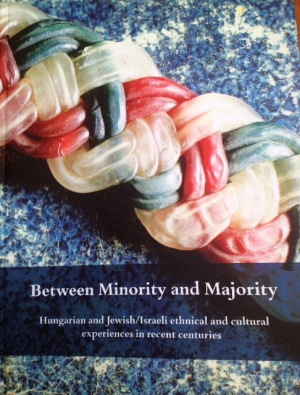 Between Minority and Majority
Hungarian and Jewish/Israeli ethnical and cultural
experiences in recent centuries